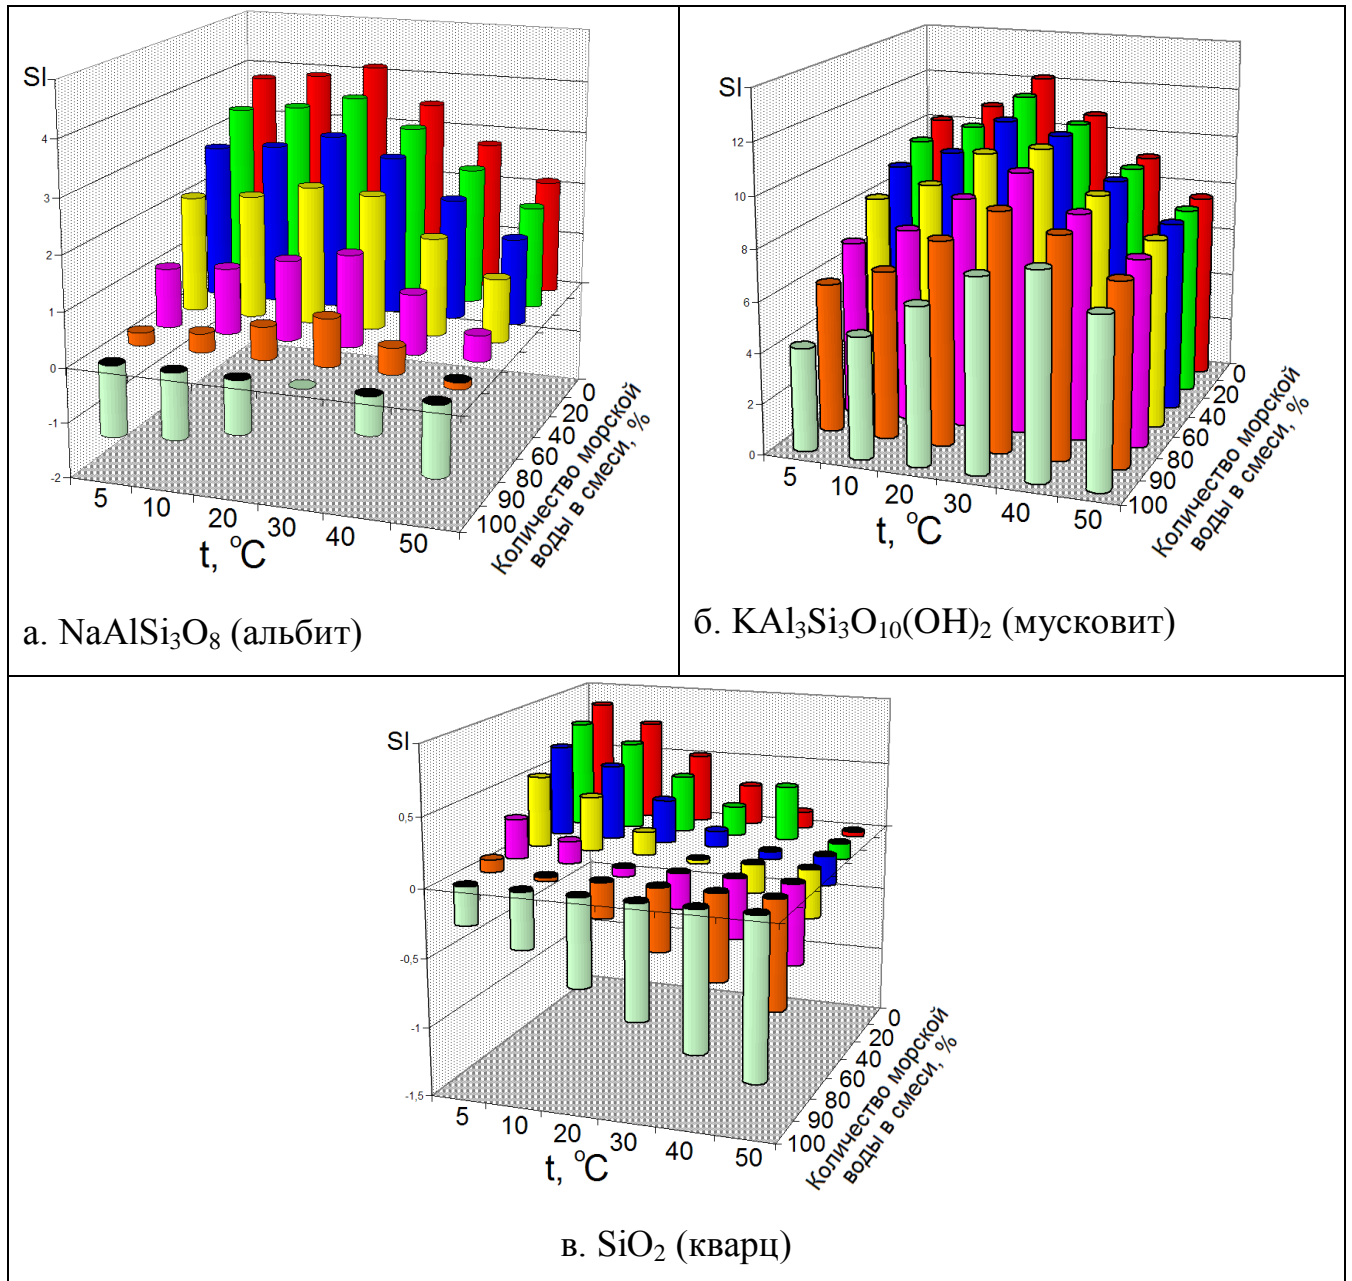 SI
4
3
2
1
0
-1
-2
5 10 20 30 40 50
t, °C
0
20
40
60
80
90
100
Количество морской
воды в смеси, %
а. NaAlSi₃O₈ (альбит)
SI
12
10
8
6
4
2
0
5 10 20 30 40 50
t, °C
0
20
40
60
80
90
100
Количество морской
воды в смеси, %
б. KAl₃Si₃O₁₀(OH)₂ (мусковит)
SI
0,5
0
-0,5
-1
-1,5
5 10 20 30 40 50
t, °C
0
20
40
60
80
90
100
Количество морской
воды в смеси, %
в. SiO₂ (кварц)